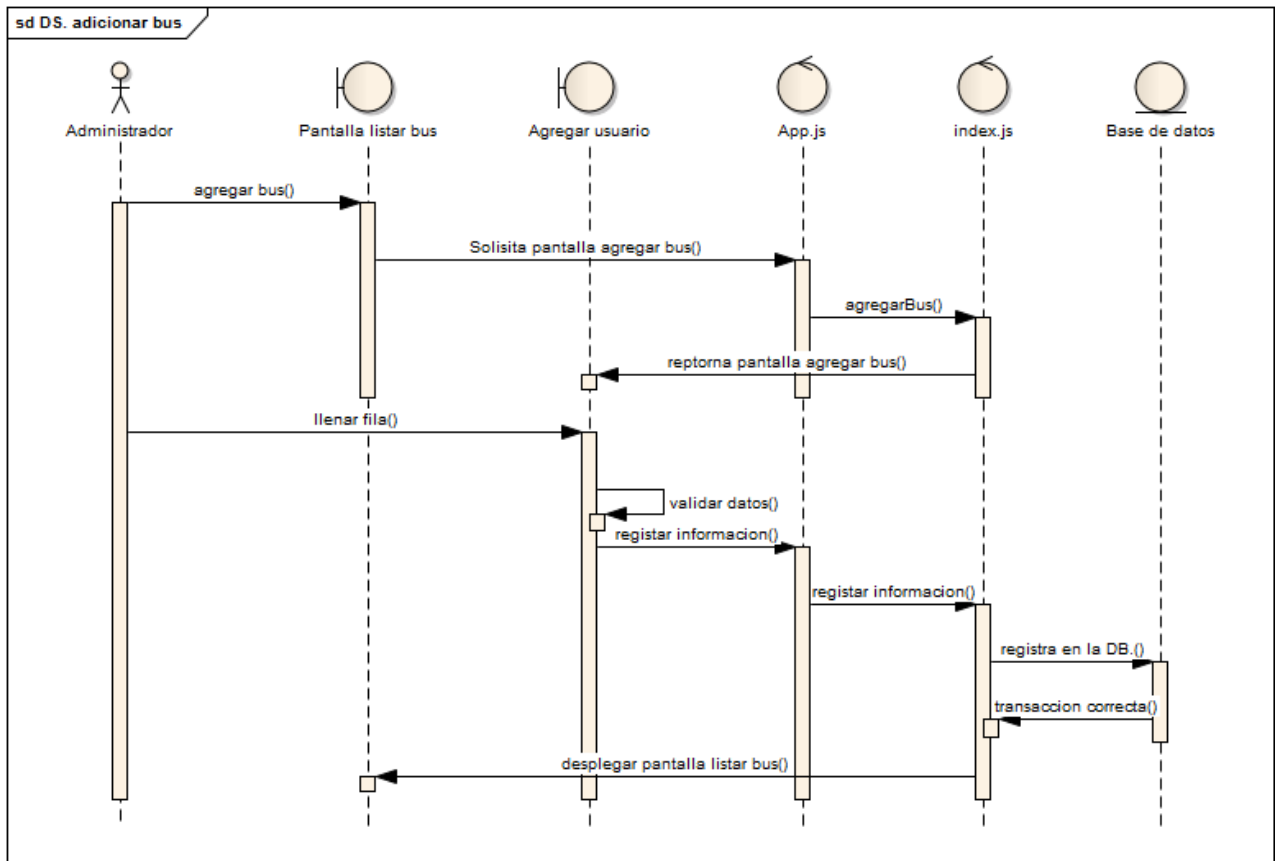 sd DS. adicionar bus
Administrador
Pantalla listar bus
Agregar usuario
App.js
index.js
Base de datos
agregar bus()
Solisita pantalla agregar bus()
agregarBus()
reptorna pantalla agregar bus()
llenar fila()
validar datos()
registar informacion()
registar informacion()
registra en la DB.()
transaccion correcta()
desplegar pantalla listar bus()